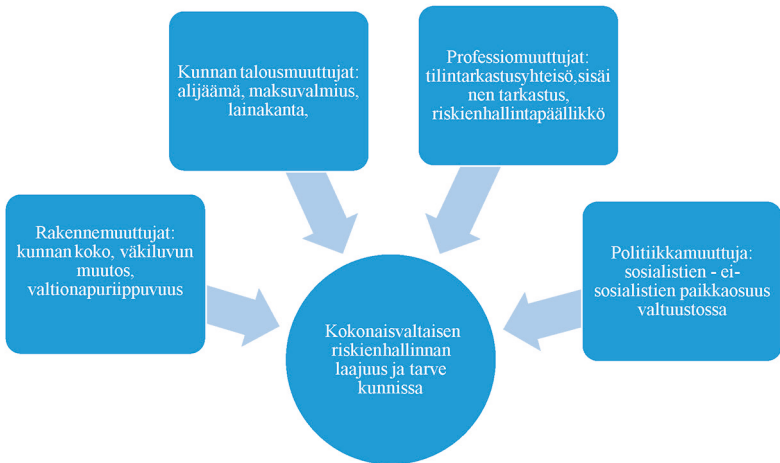 Kunnan talousmuuttujat:
alijäämä, maksuvalmius,
lainakanta,
Professiomuuttujat:
tilintarkastusyhteisö,sisäi
nen tarkastus,
riskienhallintapäällikkö
Rakennemuuttujat:
kunnan koko, väkiluvun
muutos,
valtionapuriippuvuus
Politiikkamuuttuja:
sosialistien - ei-
sosialistien paikkaosuus
valtuustossa
Kokonaisvaltaisen
riskienhallinnan
laajuus ja tarve
kunnissa